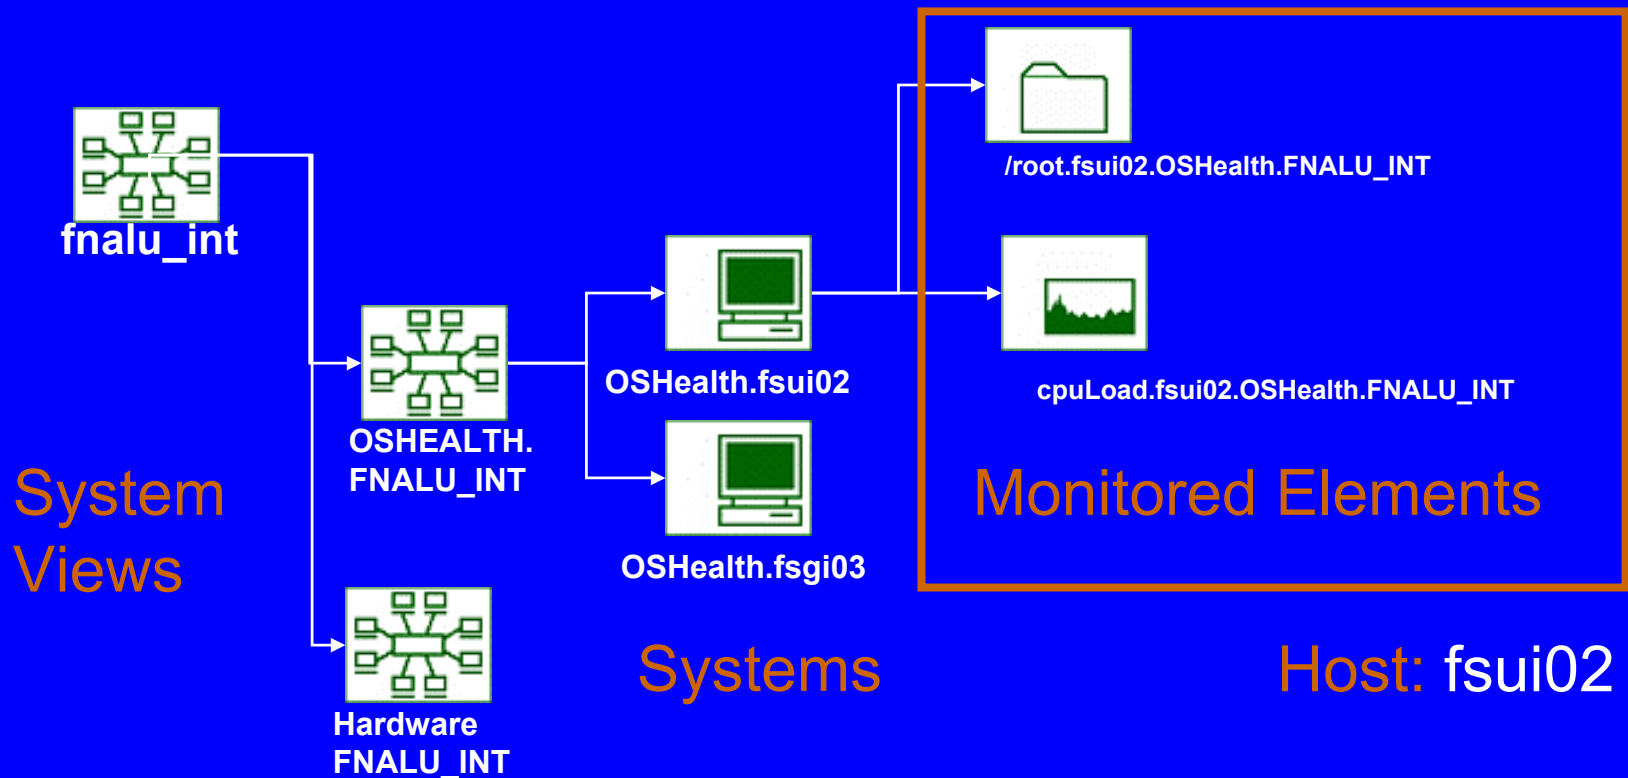 /root.fsui02.OSHealth.FNALU_INT
fnalu_int
OSHealth.fsui02
cpuLoad.fsui02.OSHealth.FNALU_INT
OSHEALTH.
FNALU_INT
System
Views
Monitored Elements
OSHealth.fsgi03
Systems
Host: fsui02
Hardware
FNALU_INT